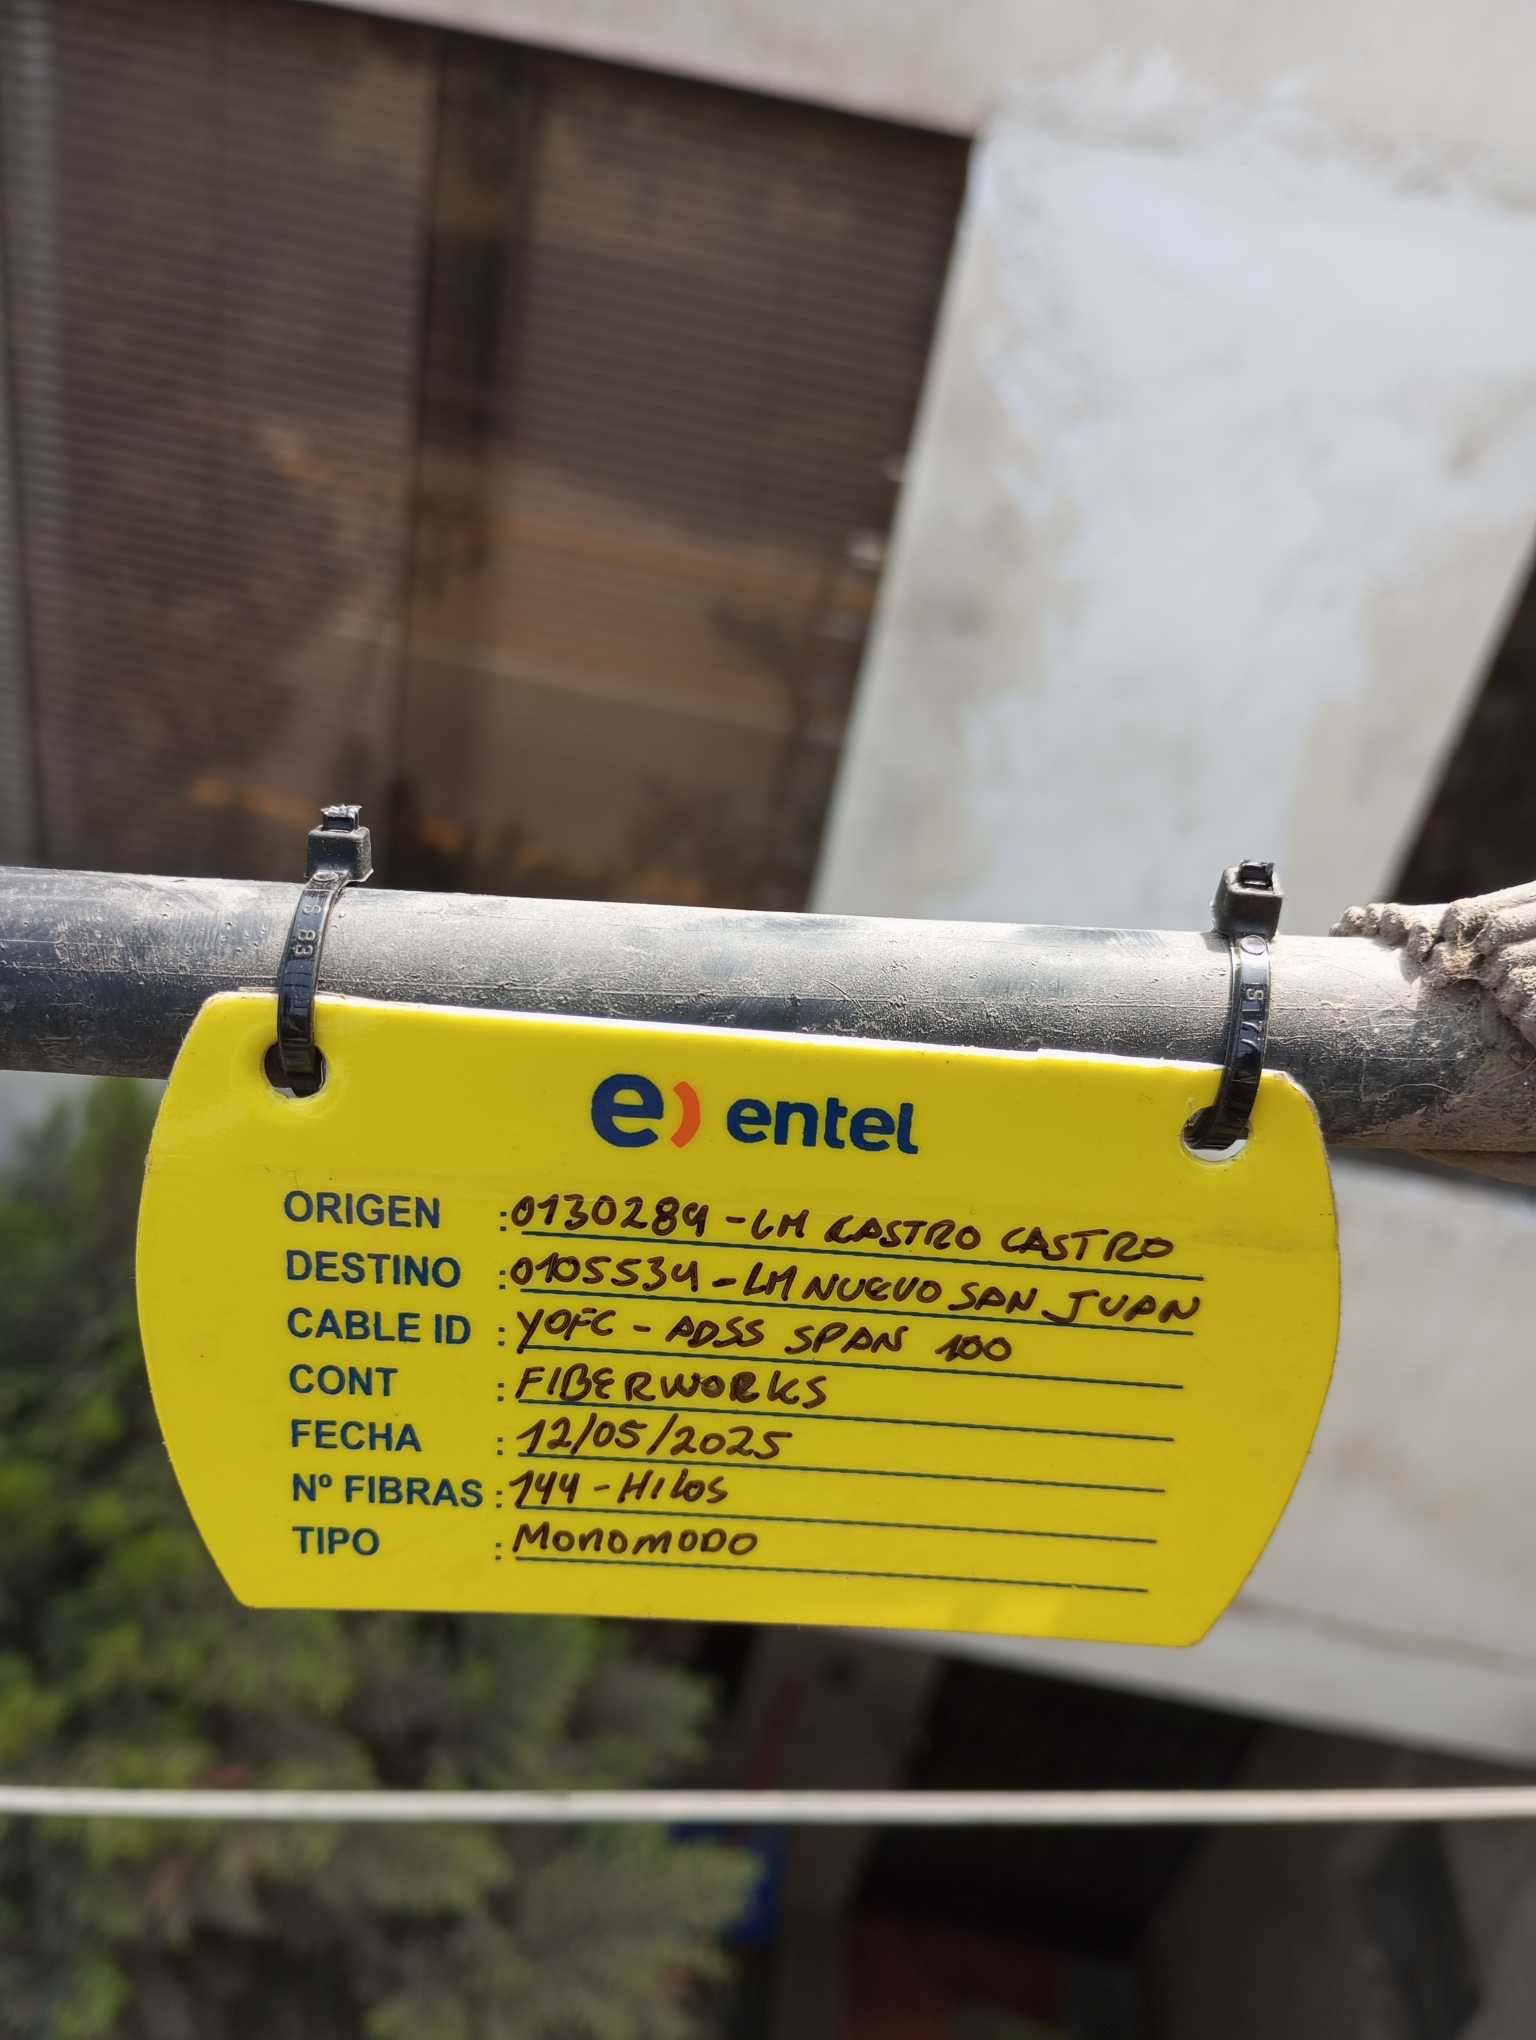 e) entel
ORIGEN : 0130289 - LM CASTRO CASTRO
DESTINO : 0105534 - LM NUEVO SAN JUAN
CABLE ID : YOFC - ADSS SPAN 100
CONT : FIBERWORKS
FECHA : 12/05/2025
Nº FIBRAS : 144 - HILOS
TIPO : MONOMODO